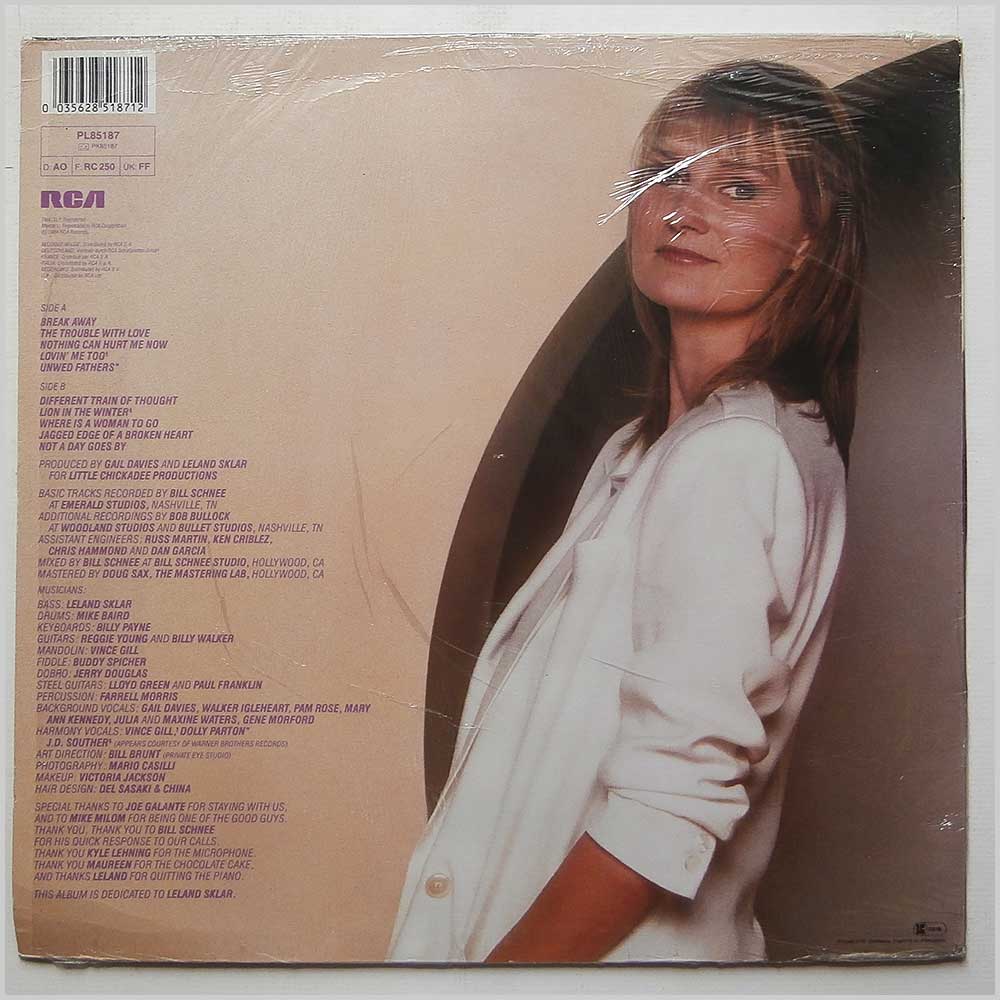 0 035628 518712
PL85187
PK85187
D: AO F: RC 250 UK: FF
RCA
SIDE A
BREAK AWAY
THE TROUBLE WITH LOVE
NOTHING CAN HURT ME NOW
LOVIN' ME TOO¹
UNWED FATHERS*
SIDE B
DIFFERENT TRAIN OF THOUGHT
LION IN THE WINTER§
WHERE IS A WOMAN TO GO
JAGGED EDGE OF A BROKEN HEART
NOT A DAY GOES BY
PRODUCED BY GAIL DAVIES AND LELAND SKLAR
FOR LITTLE CHICKADEE PRODUCTIONS
BASIC TRACKS RECORDED BY BILL SCHNEE
AT EMERALD STUDIOS, NASHVILLE, TN
ADDITIONAL RECORDINGS BY BOB BULLOCK
AT WOODLAND STUDIOS AND BULLET STUDIOS, NASHVILLE, TN
ASSISTANT ENGINEERS: RUSS MARTIN, KEN CRIBLEZ,
CHRIS HAMMOND AND DAN GARCIA
MIXED BY BILL SCHNEE AT BILL SCHNEE STUDIO, HOLLYWOOD, CA
MASTERED BY DOUG SAX, THE MASTERING LAB, HOLLYWOOD, CA
MUSICIANS:
BASS: LELAND SKLAR
DRUMS: MIKE BAIRD
KEYBOARDS: BILLY PAYNE
GUITARS: REGGIE YOUNG AND BILLY WALKER
MANDOLIN: VINCE GILL
FIDDLE: BUDDY SPICHER
DOBRO: JERRY DOUGLAS
STEEL GUITARS: LLOYD GREEN AND PAUL FRANKLIN
PERCUSSION: FARRELL MORRIS
BACKGROUND VOCALS: GAIL DAVIES, WALKER IGLEHEART, PAM ROSE, MARY
ANN KENNEDY, JULIA AND MAXINE WATERS, GENE MORFORD
HARMONY VOCALS: VINCE GILL,¹ DOLLY PARTON*
J.D. SOUTHER§ (APPEARS COURTESY OF WARNER BROTHERS RECORDS)
ART DIRECTION: BILL BRUNT (PRIVATE EYE STUDIO)
PHOTOGRAPHY: MARIO CASILLI
MAKEUP: VICTORIA JACKSON
HAIR DESIGN: DEL SASAKI & CHINA
SPECIAL THANKS TO JOE GALANTE FOR STAYING WITH US,
AND TO MIKE MILOM FOR BEING ONE OF THE GOOD GUYS.
THANK YOU, THANK YOU TO BILL SCHNEE
FOR HIS QUICK RESPONSE TO OUR CALLS.
THANK YOU KYLE LEHNING FOR THE MICROPHONE.
THANK YOU MAUREEN FOR THE CHOCOLATE CAKE.
AND THANKS LELAND FOR QUITTING THE PIANO.
THIS ALBUM IS DEDICATED TO LELAND SKLAR.